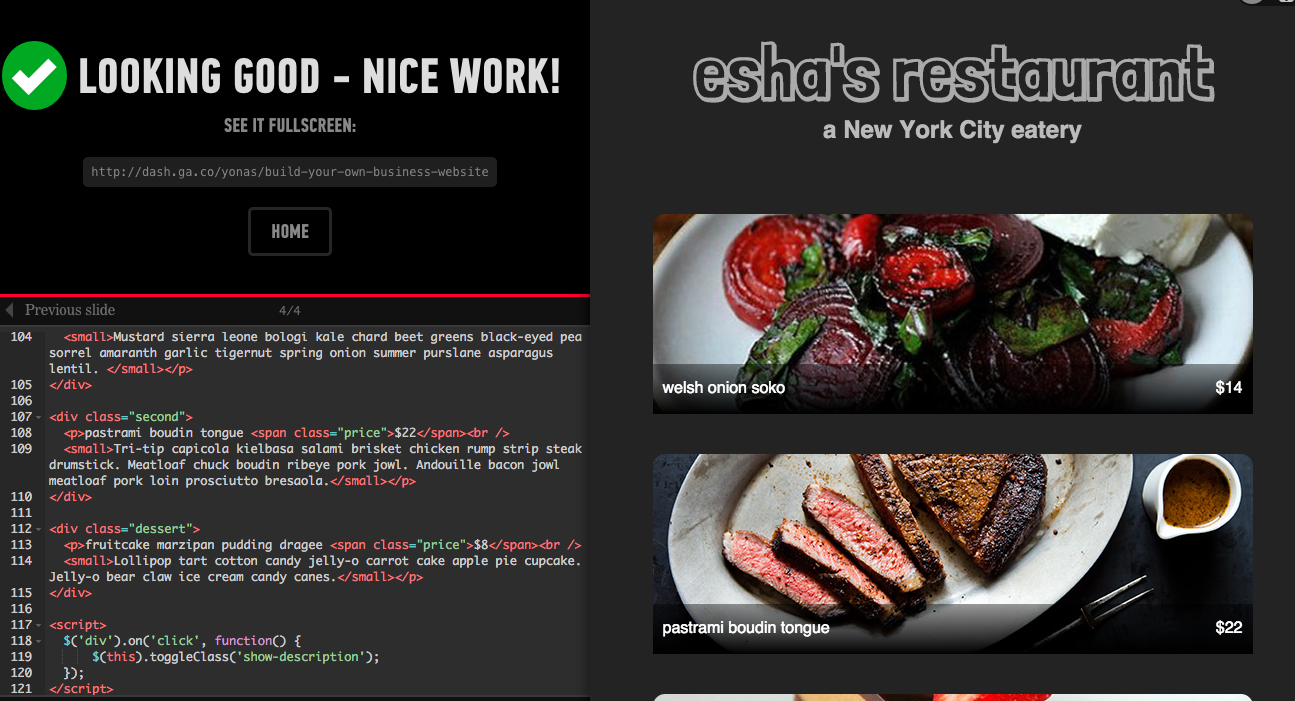 LOOKING GOOD – NICE WORK!
SEE IT FULLSCREEN:
http://dash.ga.co/yonas/build-your-own-business-website
HOME
Previous slide
4/4
104 <small>Mustard sierra leone bologi kale chard beet greens black-eyed pea
sorrel amaranth garlic tigernut spring onion summer purslane asparagus
lentil. </small></p>
105 </div>
106
107 <div class="second">
108 <p>pastrami boudin tongue <span class="price">$22</span><br />
109 <small>Tri-tip capicola kielbasa salami brisket chicken rump strip steak
drumstick. Meatloaf chuck boudin ribeye pork jowl. Andouille bacon jowl
meatloaf pork loin prosciutto bresaola.</small></p>
110 </div>
111
112 <div class="dessert">
113 <p>fruitcake marzipan pudding dragee <span class="price">$8</span><br />
114 <small>Lollipop tart cotton candy jelly-o carrot cake apple pie cupcake.
Jelly-o bear claw ice cream candy canes.</small></p>
115 </div>
116
117 <script>
118 $('div').on('click', function() {
119 $(this).toggleClass('show-description');
120 });
121 </script>
esha's restaurant
a New York City eatery
welsh onion soko
$14
pastrami boudin tongue
$22